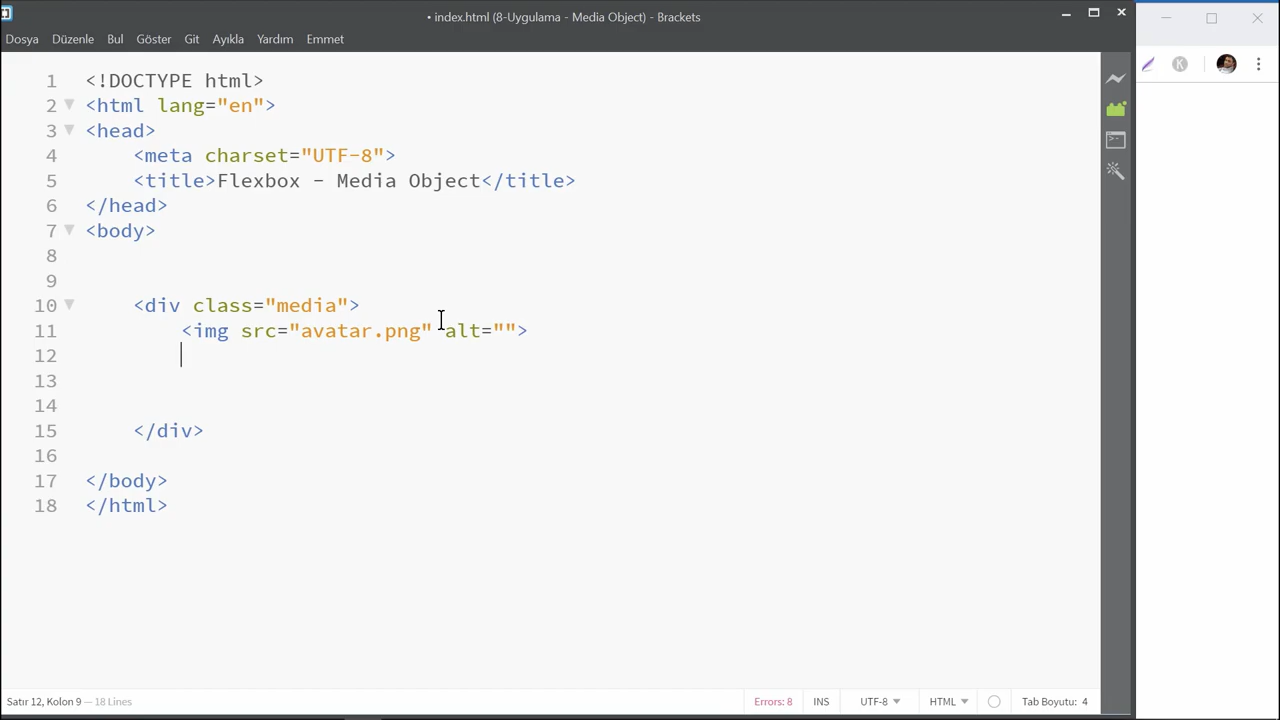 • index.html (8-Uygulama - Media Object) - Brackets
Dosya Düzenle Bul Göster Git Ayıkla Yardım Emmet
1 <!DOCTYPE html>
2 <html lang="en">
3 <head>
4 <meta charset="UTF-8">
5 <title>Flexbox - Media Object</title>
6 </head>
7 <body>
8
9
10 <div class="media">
11 <img src="avatar.png" alt="">
12
13
14
15 </div>
16
17 </body>
18 </html>
Satır 12, Kolon 9 — 18 Lines Errors: 8 INS UTF-8 HTML Tab Boyutu: 4